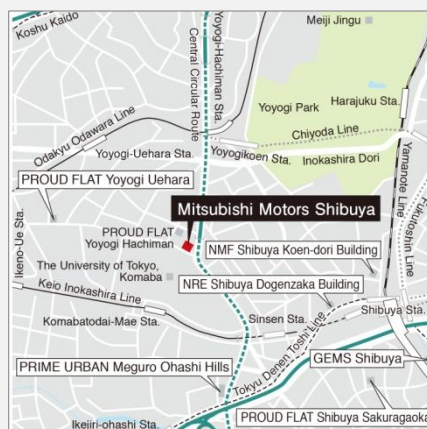 Koshu Kaido
Meiji Jingu
Yoyogi-Hachiman Sta.
Central Circular Route
Yoyogi Park
Harajuku Sta.
Odakyu Odawara Line
Chiyoda Line
Yoyogi-Uehara Sta.
Yoyogikoen Sta.
Inokashira Dori
Yamanote Line
Fukutoshin Line
PROUD FLAT Yoyogi Uehara
Mitsubishi Motors Shibuya
Ikeno-Ue Sta.
PROUD FLAT
Yoyogi Hachiman
NMF Shibuya Koen-dori Building
The University of Tokyo,
Komaba
NRE Shibuya Dogenzaka Building
Keio Inokashira Line
Shibuya Sta.
Komabatodai-Mae Sta.
Sinsen Sta.
Tokyu Denen Toshi Line
GEMS Shibuya
PRIME URBAN Meguro Ohashi Hills
Ikejiri-ohashi Sta.
PROUD FLAT Shibuya Sakuragaoka